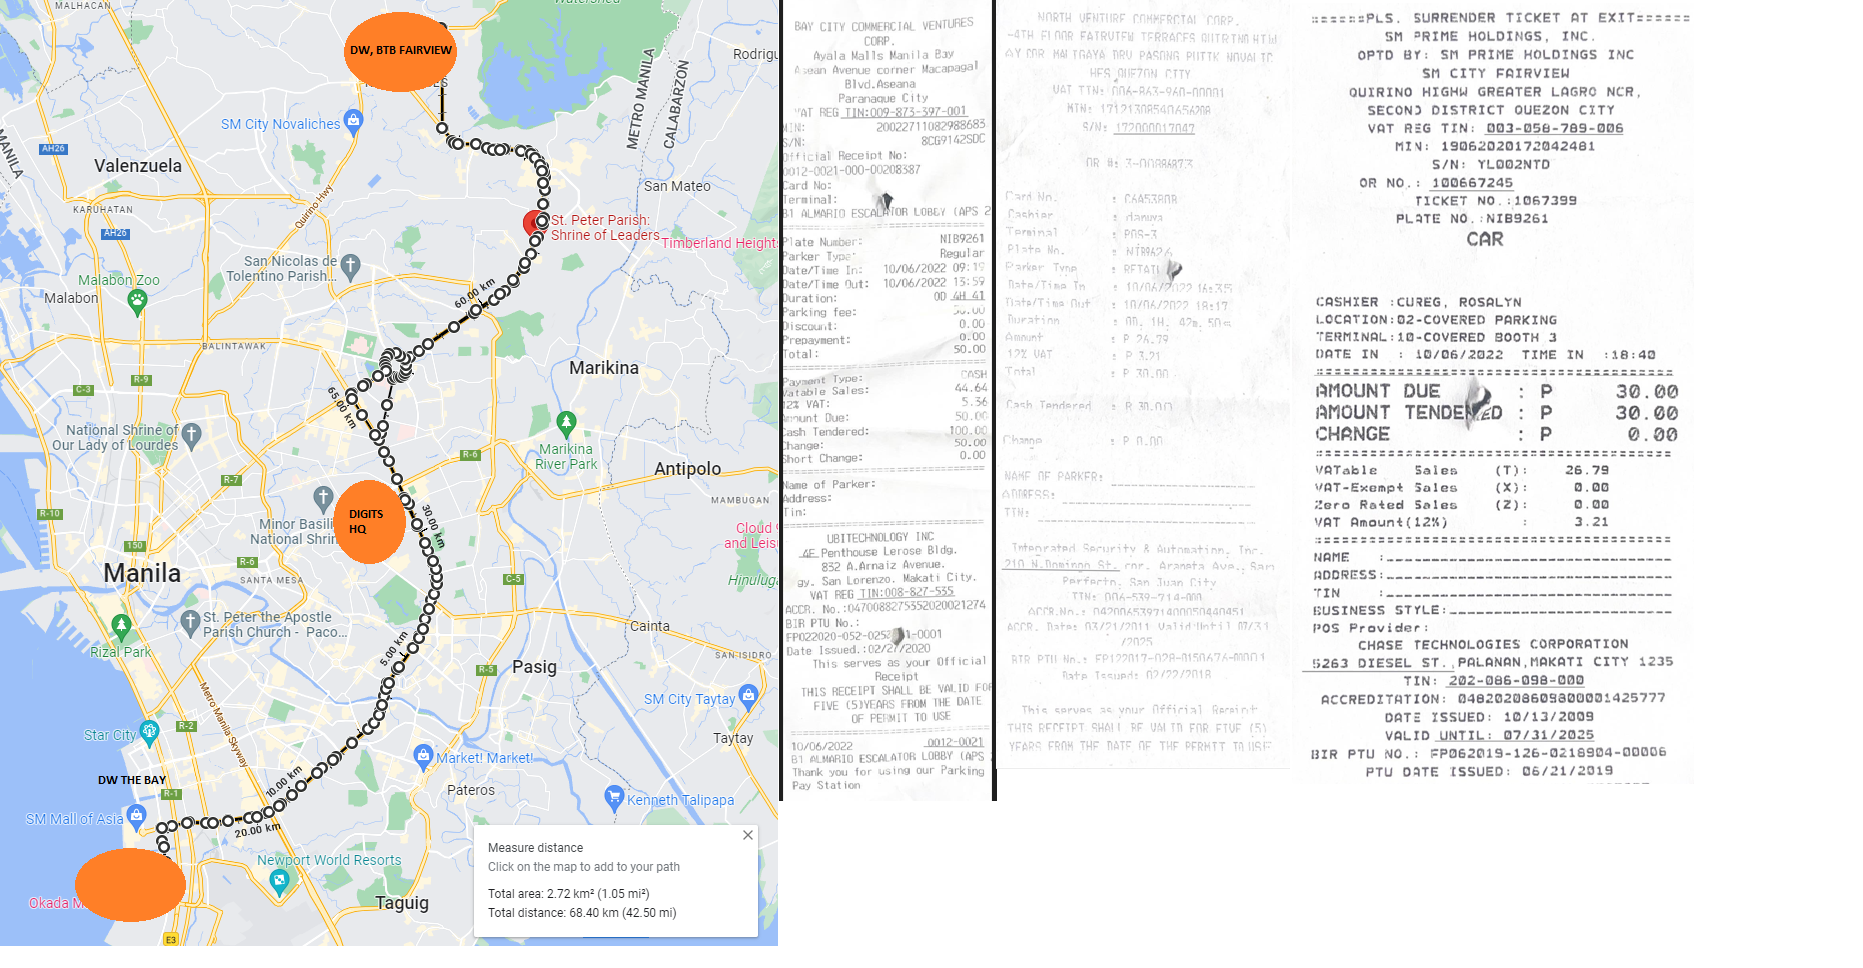 MALHACAN
Watershed
DW, BTB FAIRVIEW
Rodrigu
METRO MANILA
CALABARZON
SM City Novaliches
MANILA
AH26
Valenzuela
San Mateo
KARUHATAN
Quirino Hwy
AH26
St. Peter Parish:
Shrine of Leaders
Timberland Heights
San Nicolas de
Tolentino Parish...
Malabon Zoo
Malabon
60.00 km
BALINTAWAK
Marikina
R-9
C-3
65.00 km
National Shrine of
Our Lady of Lourdes
Marikina
River Park
R-6
Antipolo
R-7
MAMBUGAN
R-10
DIGITS
HQ
30.00 km
Minor Basili
National Shrin
Cloud 9
and Leis
150
R-6
Manila
SANTA MESA
C-5
Hinulug
St. Peter the Apostle
Parish Church - Paco...
Rizal Park
Cainta
5.00 km
SAN ISIDRO
Pasig
R-5
Metro Manila Skyway
SM City Taytay
R-2
Star City
Taytay
Market! Market!
DW THE BAY
10.00 km
R-1
Pateros
SM Mall of Asia
Kenneth Talipapa
20.00 km
Newport World Resorts
Okada M
Taguig
E3
Measure distance
Click on the map to add to your path
Total area: 2.72 km² (1.05 mi²)
Total distance: 68.40 km (42.50 mi)
BAY CITY COMMERCIAL VENTURES
CORP.
Ayala Malls Manila Bay
Asean Avenue corner Macapagal
Blvd.Aseana
Paranaque City
VAT REG TIN:009-873-597-001
MIN: 20022711082988683
S/N: 8CG9142SDC
Official Receipt No:
0012-0021-000-00208387
Card No:
Terminal:
B1 ALMARIO ESCALATOR LOBBY (APS 2
Plate Number: NIB9261
Parker Type: Regular
Date/Time In: 10/06/2022 09:19
Date/Time Out: 10/06/2022 13:59
Duration: 0D 4H 41
Parking fee: 50.00
Discount: 0.00
Prepayment: 0.00
Total: 50.00
Payment Type: CASH
Vatable Sales: 44.64
12% VAT: 5.36
Amount Due: 50.00
Cash Tendered: 100.00
Change: 50.00
Short Change: 0.00
Name of Parker:
Address:
Tin:
UBITECHNOLOGY INC
4F Penthouse Lerose Bldg.
832 A.Arnaiz Avenue.
gy. San Lorenzo. Makati City.
VAT REG TIN:008-827-555
ACCR. No.:04700882755352020021274
BIR PTU No.:
Date Issued:02/27/2020
This serves as your Official
Receipt
THIS RECEIPT SHALL BE VALID FOR
FIVE (5)YEARS FROM THE DATE
OF PERMIT TO USE
10/06/2022 0012-0021
B1 ALMARIO ESCALATOR LOBBY (APS 2
Thank you for using our Parking
Pay Station
NORTH VENTURE COMMERCIAL CORP.
-4TH FLOOR FAIRVIEW TERRACES QUIRINO HIW
AY COR MALIGAYA DRV PASONG PUTIK NOVALIC
HES QUEZON CITY
VAT TIN: 006-863-960-00001
MIN: 17121308540656208
S/N: 172000017042
Card No. : C6A5380B
Cashier : danuya
Terminal : POS-3
Plate No. : NIB9626
Parker Type : RETAIL
Date/Time In : 10/06/2022 16:35
Date/Time Out : 10/06/2022 18:17
Duration : 0D, 1H, 42m, 50s
Amount : P 26.79
12% VAT : P 3.21
Total : P 30.00
Cash Tendered : P 30.00
Change : P 0.00
NAME OF PARKER:
ADDRESS:
TIN:
Integrated Security & Automation, Inc.
210 N.Domingo St. cor. Araneta Ave., San
Perfecto, San Juan City
TIN: 006-539-714-000
ACCR.No.: 0420065397140000440451
ACCR. Date: 03/21/2011 Valid Until 07/31
/2025
BIR PTU No.: FP122017-028-0150676-00001
Date Issued: 02/22/2018
This serves as your Official Receipt
THIS RECEIPT SHALL BE VALID FOR FIVE (5)
YEARS FROM THE DATE OF THE PERMIT TO USE
======PLS. SURRENDER TICKET AT EXIT======
SM PRIME HOLDINGS, INC.
OPTD BY: SM PRIME HOLDINGS INC
SM CITY FAIRVIEW
QUIRINO HIGHW GREATER LAGRO NCR,
SECOND DISTRICT QUEZON CITY
VAT REG TIN: 003-058-789-006
MIN: 19062020172042401
S/N: YL002NTD
OR NO.: 100667245
TICKET NO.:1067399
PLATE NO.:NIB9261
CAR
CASHIER :CUREG, ROSALYN
LOCATION:02-COVERED PARKING
TERMINAL:10-COVERED BOOTH 3
DATE IN : 10/06/2022 TIME IN :18:40
AMOUNT DUE : P 30.00
AMOUNT TENDERED : P 30.00
CHANGE : P 0.00
VATable Sales (T): 26.79
VAT-Exempt Sales (X): 0.00
Zero Rated Sales (Z): 0.00
VAT Amount(12%) : 3.21
NAME :
ADDRESS:
TIN :
BUSINESS STYLE:
POS Provider:
CHASE TECHNOLOGIES CORPORATION
5263 DIESEL ST.,PALANAN,MAKATI CITY 1235
TIN: 202-086-098-000
ACCREDITATION: 04820208609800001425777
DATE ISSUED: 10/13/2009
VALID UNTIL: 07/31/2025
BIR PTU NO.: FP062019-126-0218904-00006
PTU DATE ISSUED: 06/21/2019